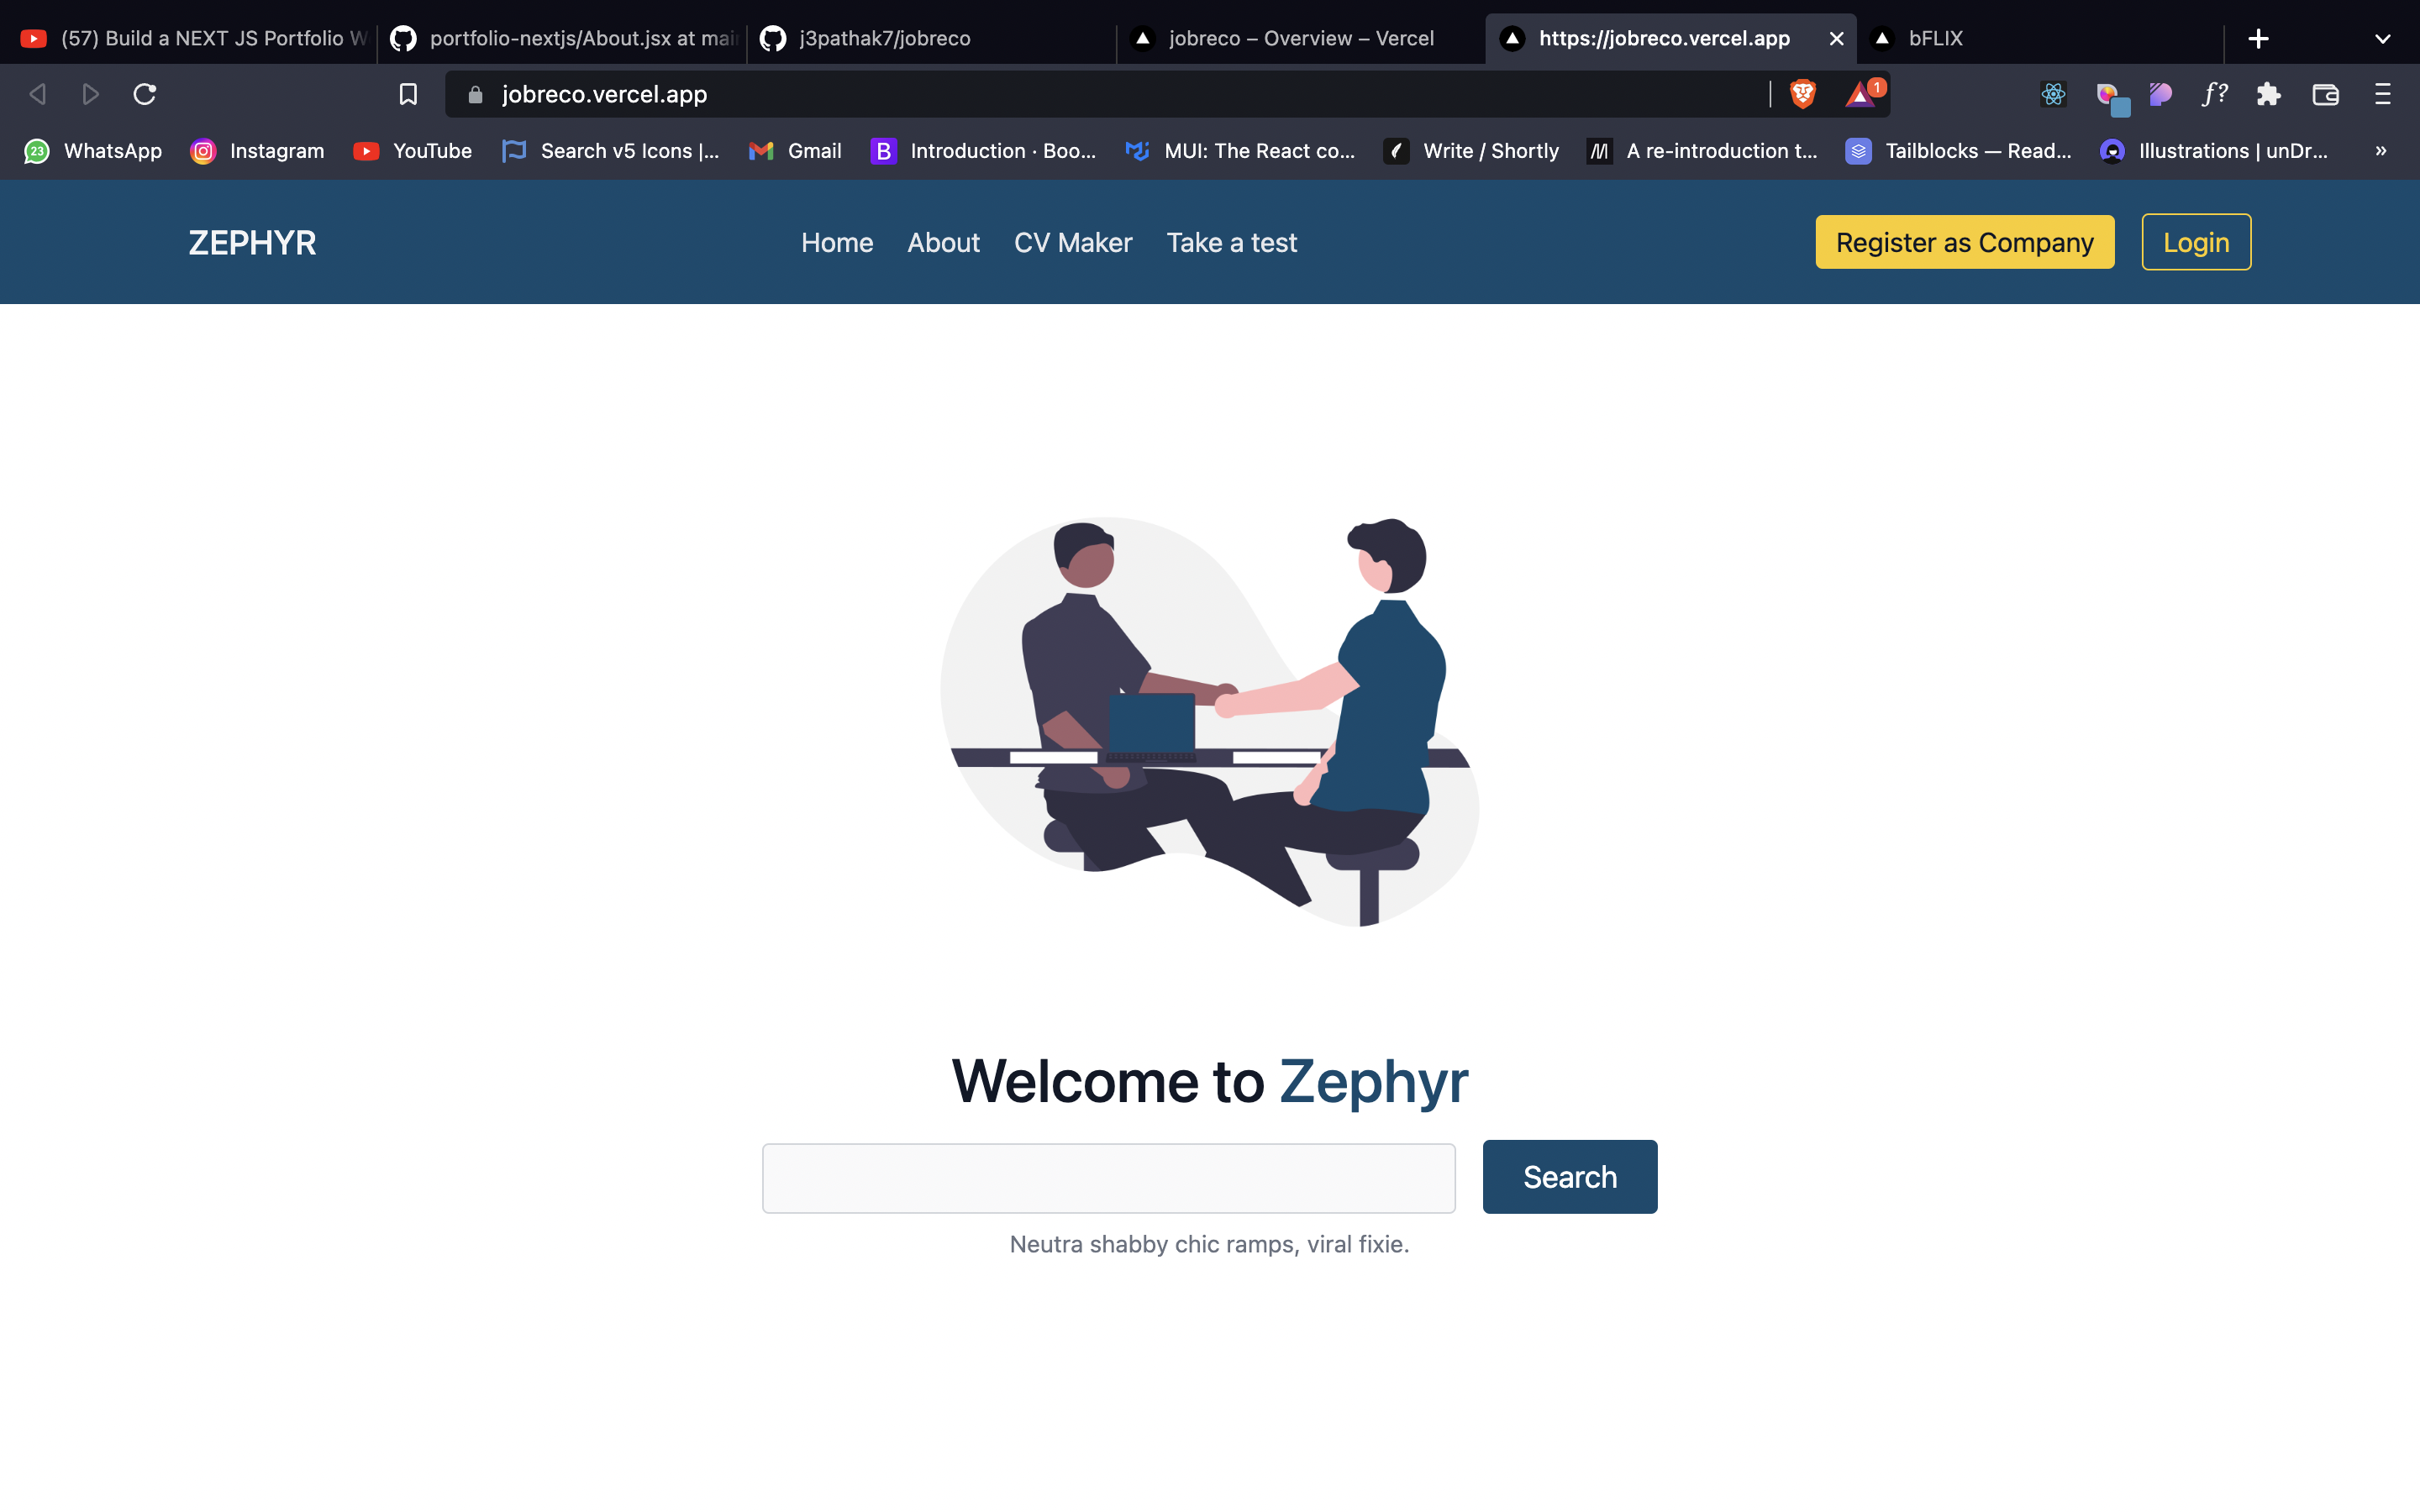 (57) Build a NEXT JS Portfolio W
portfolio-nextjs/About.jsx at mai
j3pathak7/jobreco
jobreco – Overview – Vercel
https://jobreco.vercel.app
bFLIX
jobreco.vercel.app
1
f?
23 WhatsApp
Instagram
YouTube
Search v5 Icons |...
Gmail
B Introduction · Boo...
MUI: The React co...
Write / Shortly
A re-introduction t...
Tailblocks — Read...
Illustrations | unDr...
»
ZEPHYR
Home
About
CV Maker
Take a test
Register as Company
Login
Welcome to Zephyr
Search
Neutra shabby chic ramps, viral fixie.